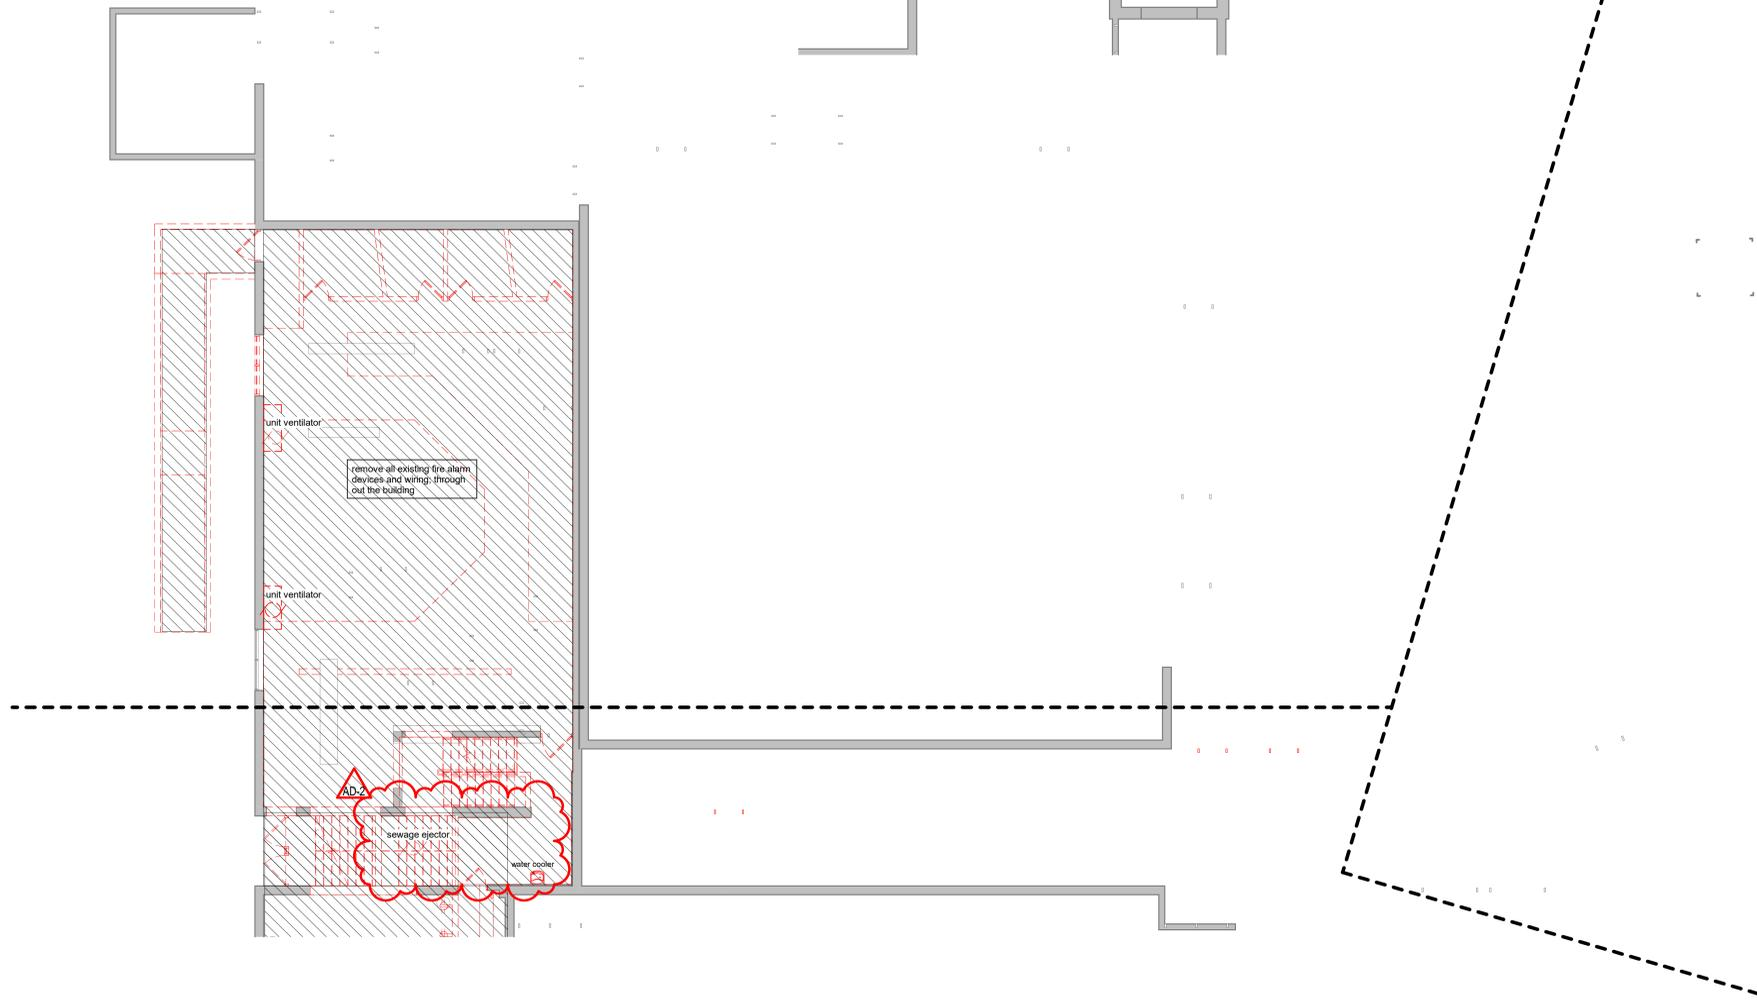 unit ventilator
remove all existing fire alarm
devices and wiring; through
out the building
unit ventilator
AD-2
sewage ejector
water cooler